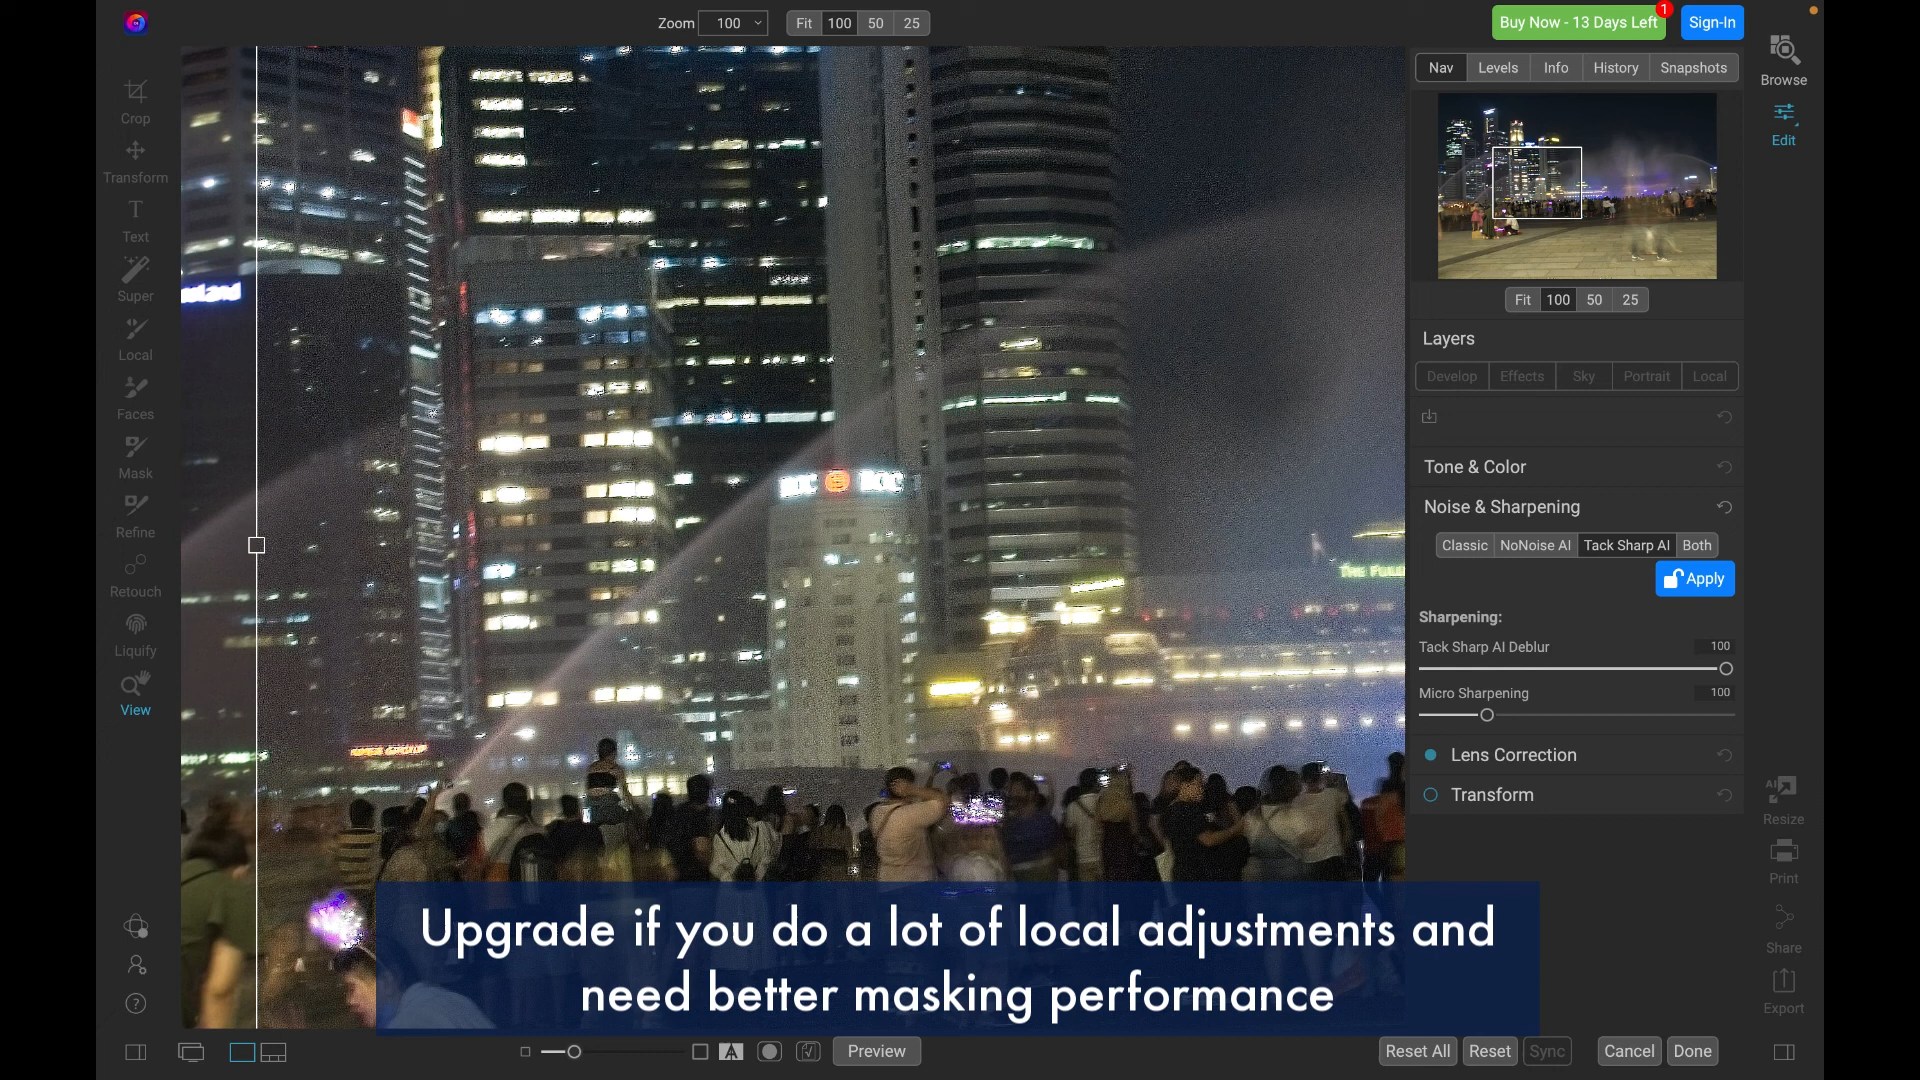 Zoom 100 Fit 100 50 25
Buy Now - 13 Days Left 1 Sign-In
Crop
Transform
Text
Super
Local
Faces
Mask
Refine
Retouch
Liquify
View
Nav Levels Info History Snapshots
Browse
Edit
Fit 100 50 25
Layers
Develop Effects Sky Portrait Local
Tone & Color
Noise & Sharpening
Classic NoNoise AI Tack Sharp AI Both
Apply
Sharpening:
Tack Sharp AI Deblur 100
Micro Sharpening 100
Lens Correction
Transform
AI
Resize
Print
Share
Export
Upgrade if you do a lot of local adjustments and
need better masking performance
A
Preview
Reset All Reset Sync Cancel Done